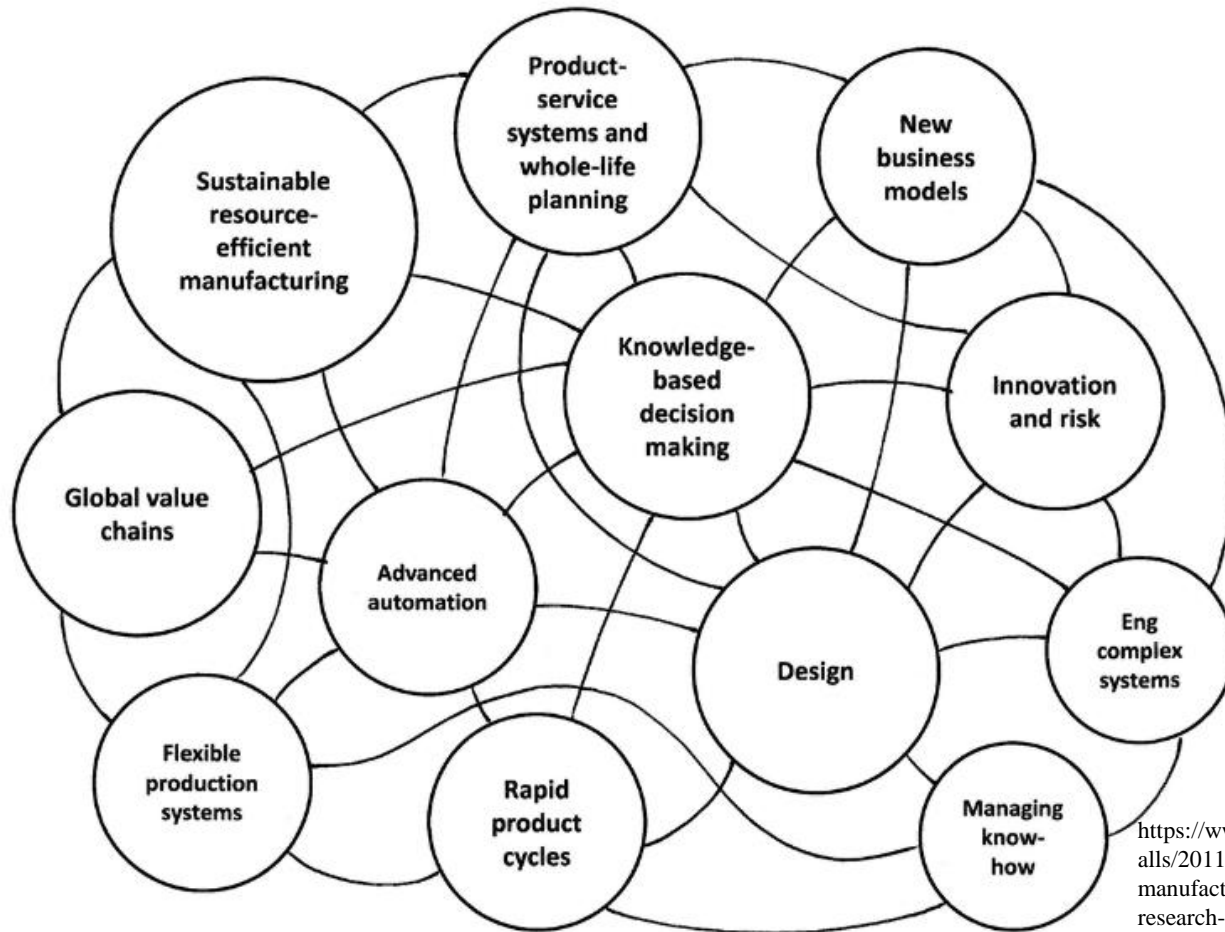 Product-
service
systems and
whole-life
planning
New
business
models
Sustainable
resource-
efficient
manufacturing
Knowledge-
based
decision
making
Innovation
and risk
Global value
chains
Advanced
automation
Eng
complex
systems
Design
Flexible
production
systems
Rapid
product
cycles
Managing
know-
how
https://w
alls/2011
manufact
research-